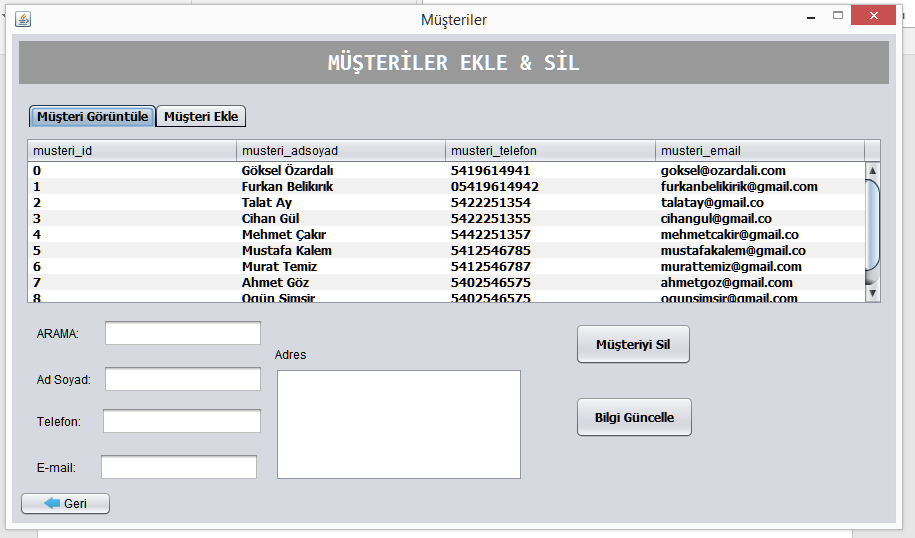 Müşteriler
MÜŞTERİLER EKLE & SİL
Müşteri Görüntüle Müşteri Ekle
musteri_id musteri_adsoyad musteri_telefon musteri_email
0 Göksel Özardalı 5419614941 goksel@ozardali.com
1 Furkan Belikırık 05419614942 furkanbelikirik@gmail.com
2 Talat Ay 5422251354 talatay@gmail.co
3 Cihan Gül 5422251355 cihangul@gmail.co
4 Mehmet Çakır 5442251357 mehmetcakir@gmail.co
5 Mustafa Kalem 5412546785 mustafakalem@gmail.co
6 Murat Temiz 5412546787 murattemiz@gmail.com
7 Ahmet Göz 5402546575 ahmetgoz@gmail.com
8 Ogün Şimşir 5402546575 ogunsimsir@gmail.com
ARAMA:
Müşteriyi Sil
Adres
Ad Soyad:
Telefon:
Bilgi Güncelle
E-mail:
Geri